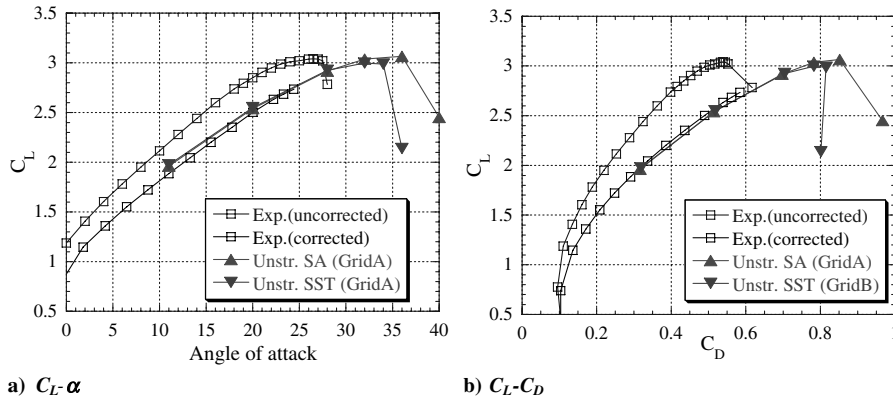 3.5
3
2.5
2
1.5
1
0.5
C_L
0 5 10 15 20 25 30 35 40
Angle of attack
Exp.(uncorrected)
Exp.(corrected)
Unstr. SA (GridA)
Unstr. SST (GridA)
a) C_L-α
3.5
3
2.5
2
1.5
1
0.5
C_L
0 0.2 0.4 0.6 0.8 1
C_D
Exp.(uncorrected)
Exp.(corrected)
Unstr. SA (GridA)
Unstr. SST (GridB)
b) C_L-C_D